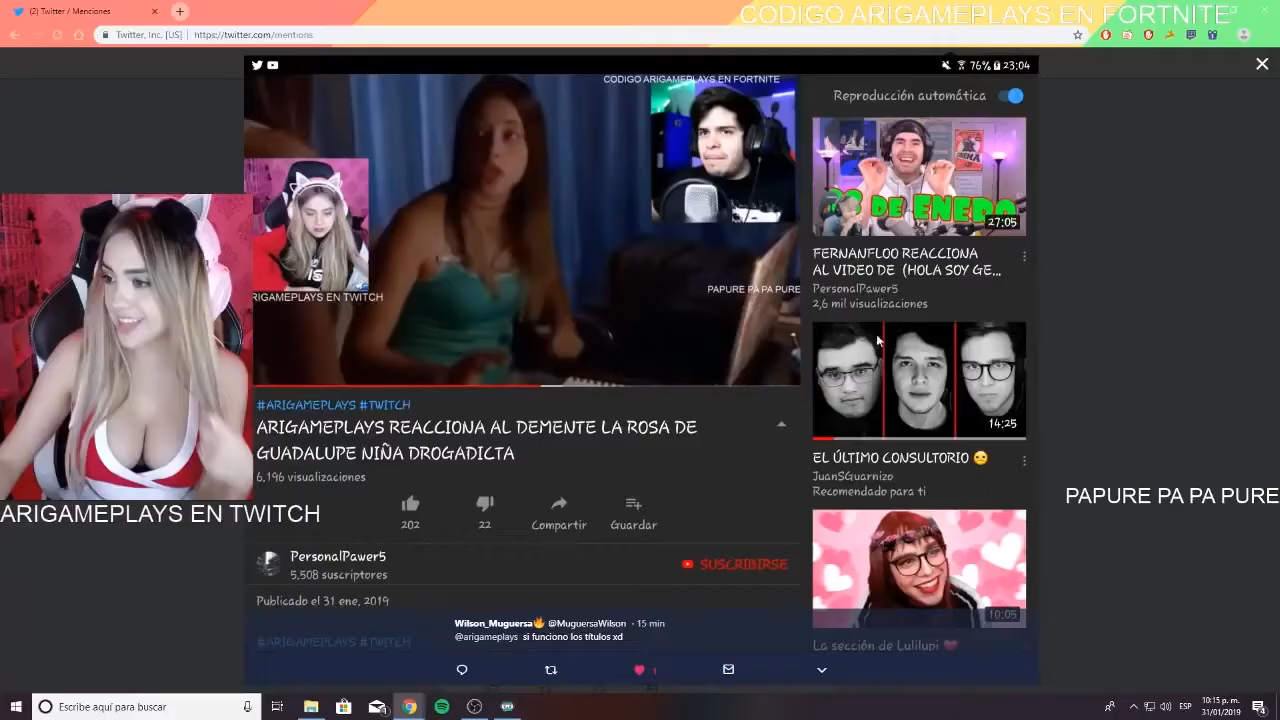 (2) Twitter / Menciones
CODIGO ARIGAMEPLAYS EN FORTNITE
Twitter, Inc. [US]
https://twitter.com/mentions
76%
23:04
CODIGO ARIGAMEPLAYS EN FORTNITE
Reproducción automática
DE ENERO
27:05
FERNANFLOO REACCIONA
AL VIDEO DE (HOLA SOY GE...
PersonalPawer5
2,6 mil visualizaciones
ARIGAMEPLAYS EN TWITCH
PAPURE PA PA PURE
14:25
EL ÚLTIMO CONSULTORIO 😒
JuanSGuarnizo
Recomendado para ti
10:05
La sección de Lulilupi
#ARIGAMEPLAYS #TWITCH
ARIGAMEPLAYS REACCIONA AL DEMENTE LA ROSA DE
GUADALUPE NIÑA DROGADICTA
6,196 visualizaciones
202
22
Compartir
Guardar
PersonalPawer5
5,508 suscriptores
SUSCRIBIRSE
Publicado el 31 ene, 2019
#ARIGAMEPLAYS #TWITCH
Wilson_Muguersa🔥 @MuguersaWilson · 15 min
@arigameplays si funciono los títulos xd
1
ARIGAMEPLAYS EN TWITCH
PAPURE PA PA PURE
Escribe aquí para buscar
ESP
10:15 p. m.
31/01/2019